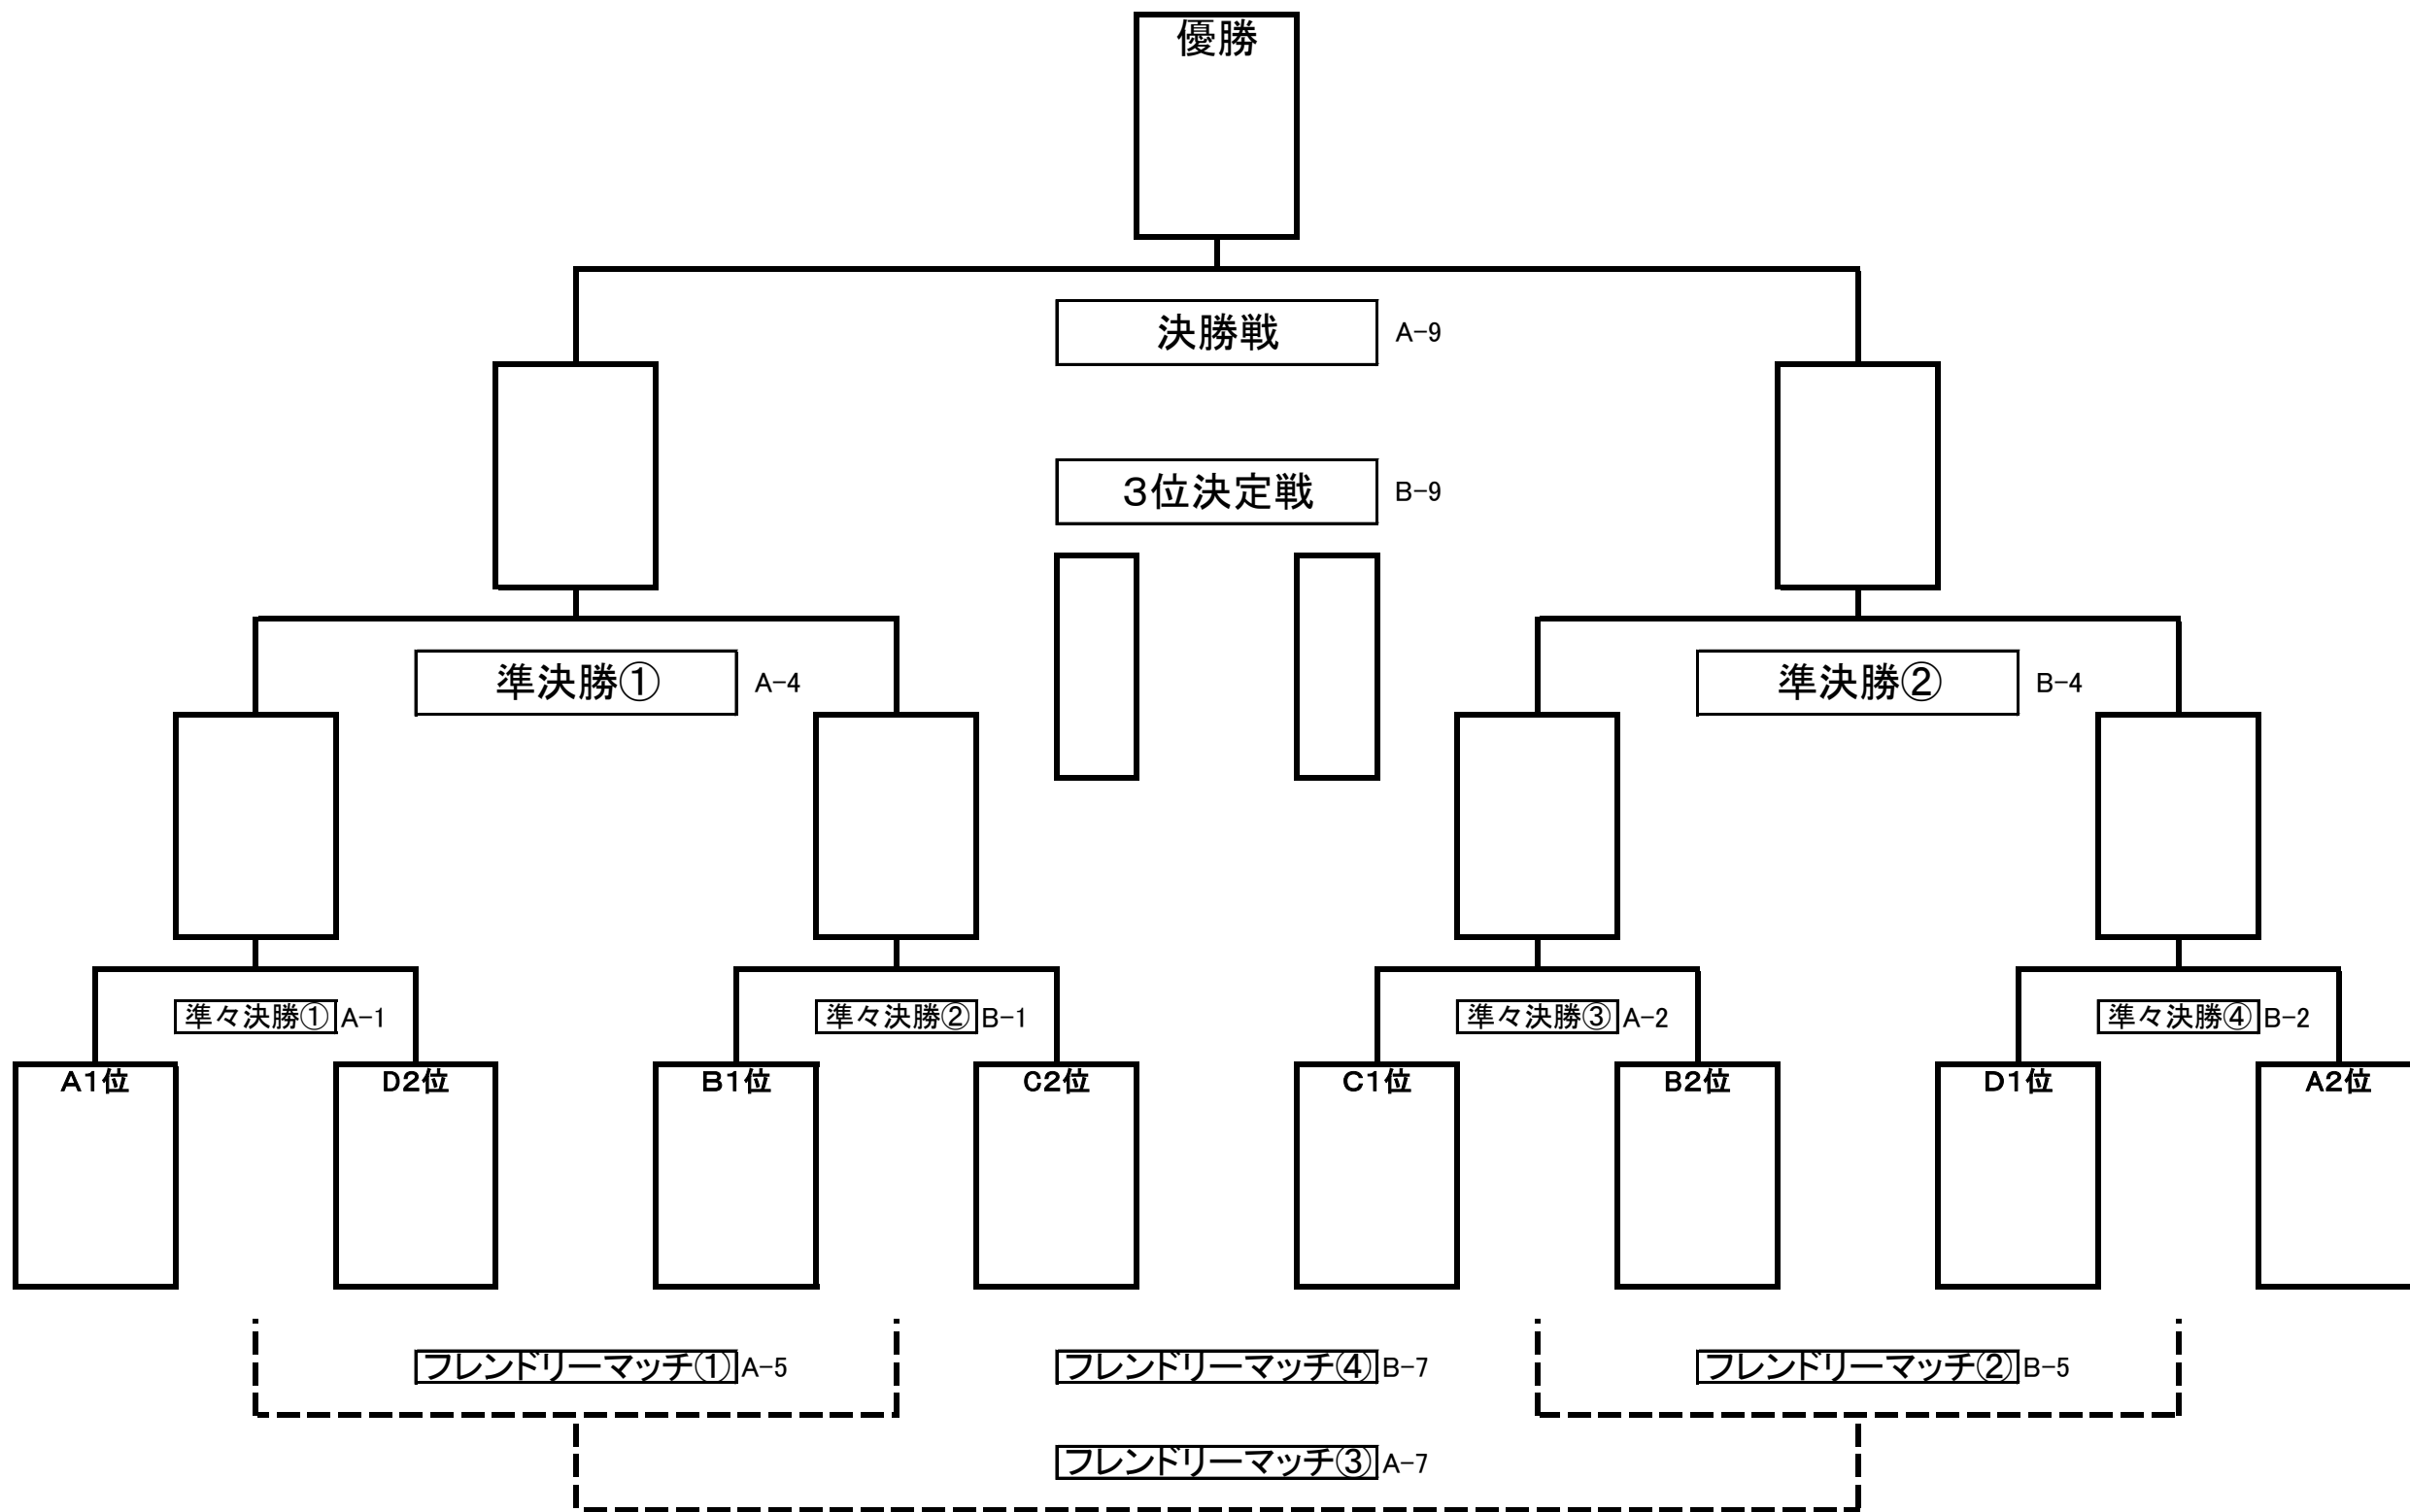 優勝
決勝戦 A-9
3位決定戦 B-9
準決勝① A-4
準決勝② B-4
準々決勝① A-1
準々決勝② B-1
準々決勝③ A-2
準々決勝④ B-2
A1位
D2位
B1位
C2位
C1位
B2位
D1位
A2位
フレンドリーマッチ① A-5
フレンドリーマッチ④ B-7
フレンドリーマッチ② B-5
フレンドリーマッチ③ A-7